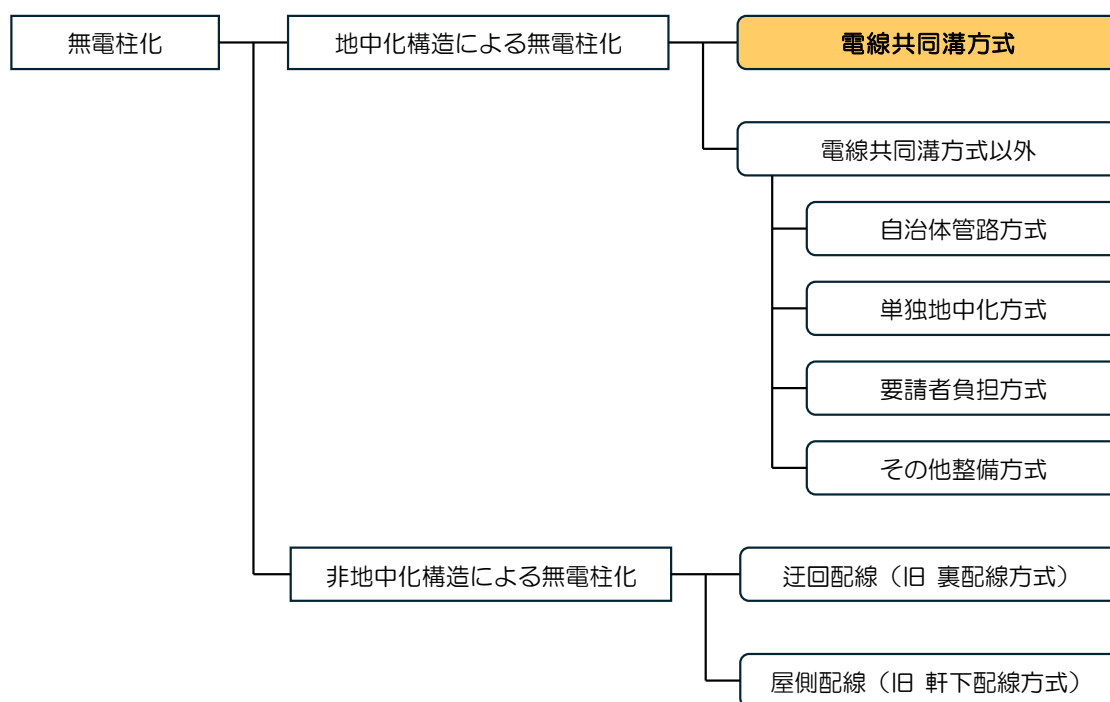 無電柱化
地中化構造による無電柱化
電線共同溝方式
電線共同溝方式以外
自治体管路方式
単独地中化方式
要請者負担方式
その他整備方式
非地中化構造による無電柱化
迂回配線（旧 裏配線方式）
屋側配線（旧 軒下配線方式）